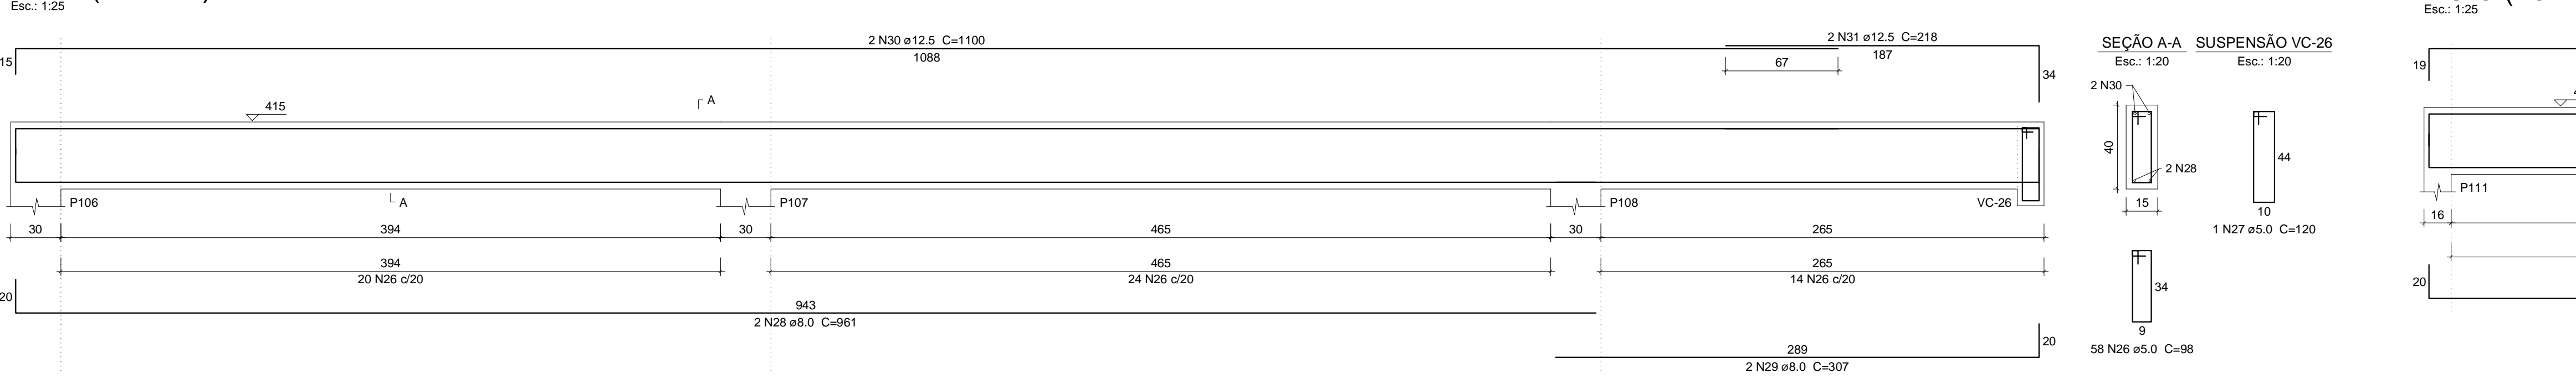 Esc.: 1:25
Esc.: 1:25
2 N30 ø12.5 C=1100
1088
15
2 N31 ø12.5 C=218
187
67
34
SEÇÃO A-A
Esc.: 1:20
SUSPENSÃO VC-26
Esc.: 1:20
19
2 N30
415
A
40
44
2 N28
P106
A
P107
P108
VC-26
P111
15
10
1 N27 ø5.0 C=120
16
30
394
30
465
30
265
394
20 N26 c/20
465
24 N26 c/20
265
14 N26 c/20
34
9
58 N26 ø5.0 C=98
20
943
2 N28 ø8.0 C=961
20
289
2 N29 ø8.0 C=307
20